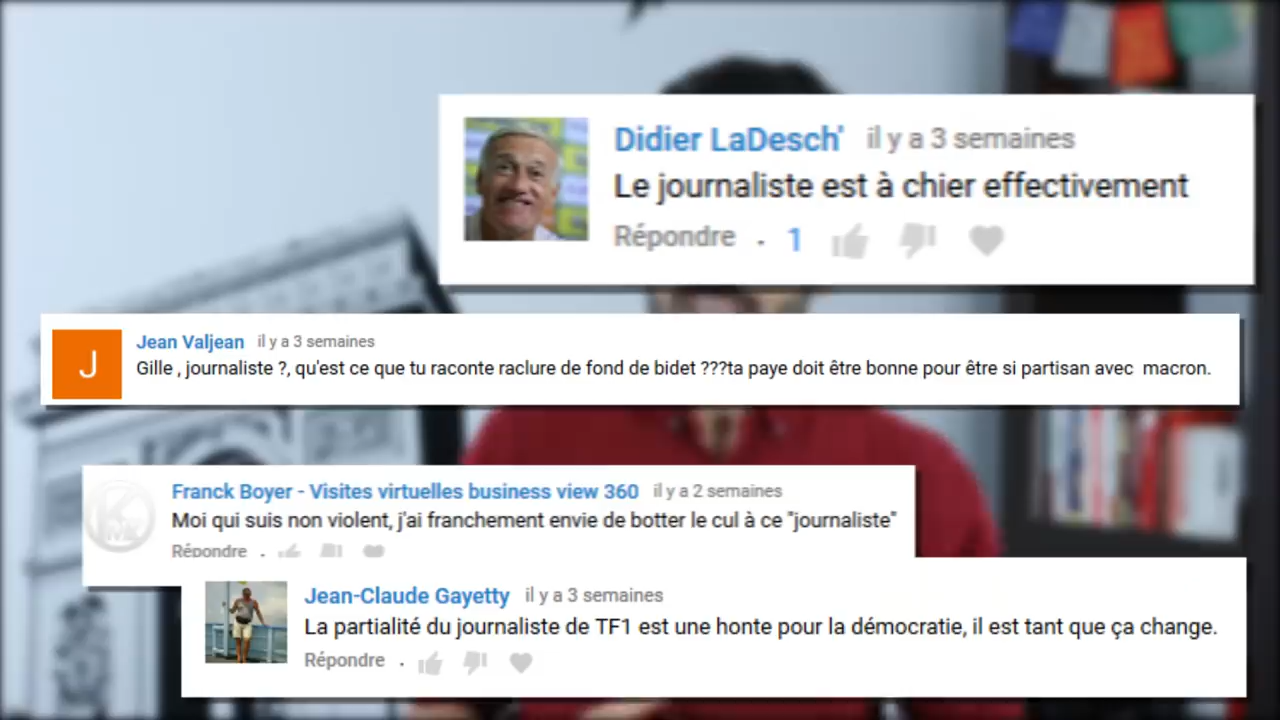 Didier LaDesch' il y a 3 semaines
Le journaliste est à chier effectivement
Répondre . 1
J
Jean Valjean il y a 3 semaines
Gille , journaliste ?, qu'est ce que tu raconte raclure de fond de bidet ???ta paye doit être bonne pour être si partisan avec macron.
Franck Boyer - Visites virtuelles business view 360 il y a 2 semaines
Moi qui suis non violent, j'ai franchement envie de botter le cul à ce "journaliste"
Répondre .
Jean-Claude Gayetty il y a 3 semaines
La partialité du journaliste de TF1 est une honte pour la démocratie, il est tant que ça change.
Répondre .